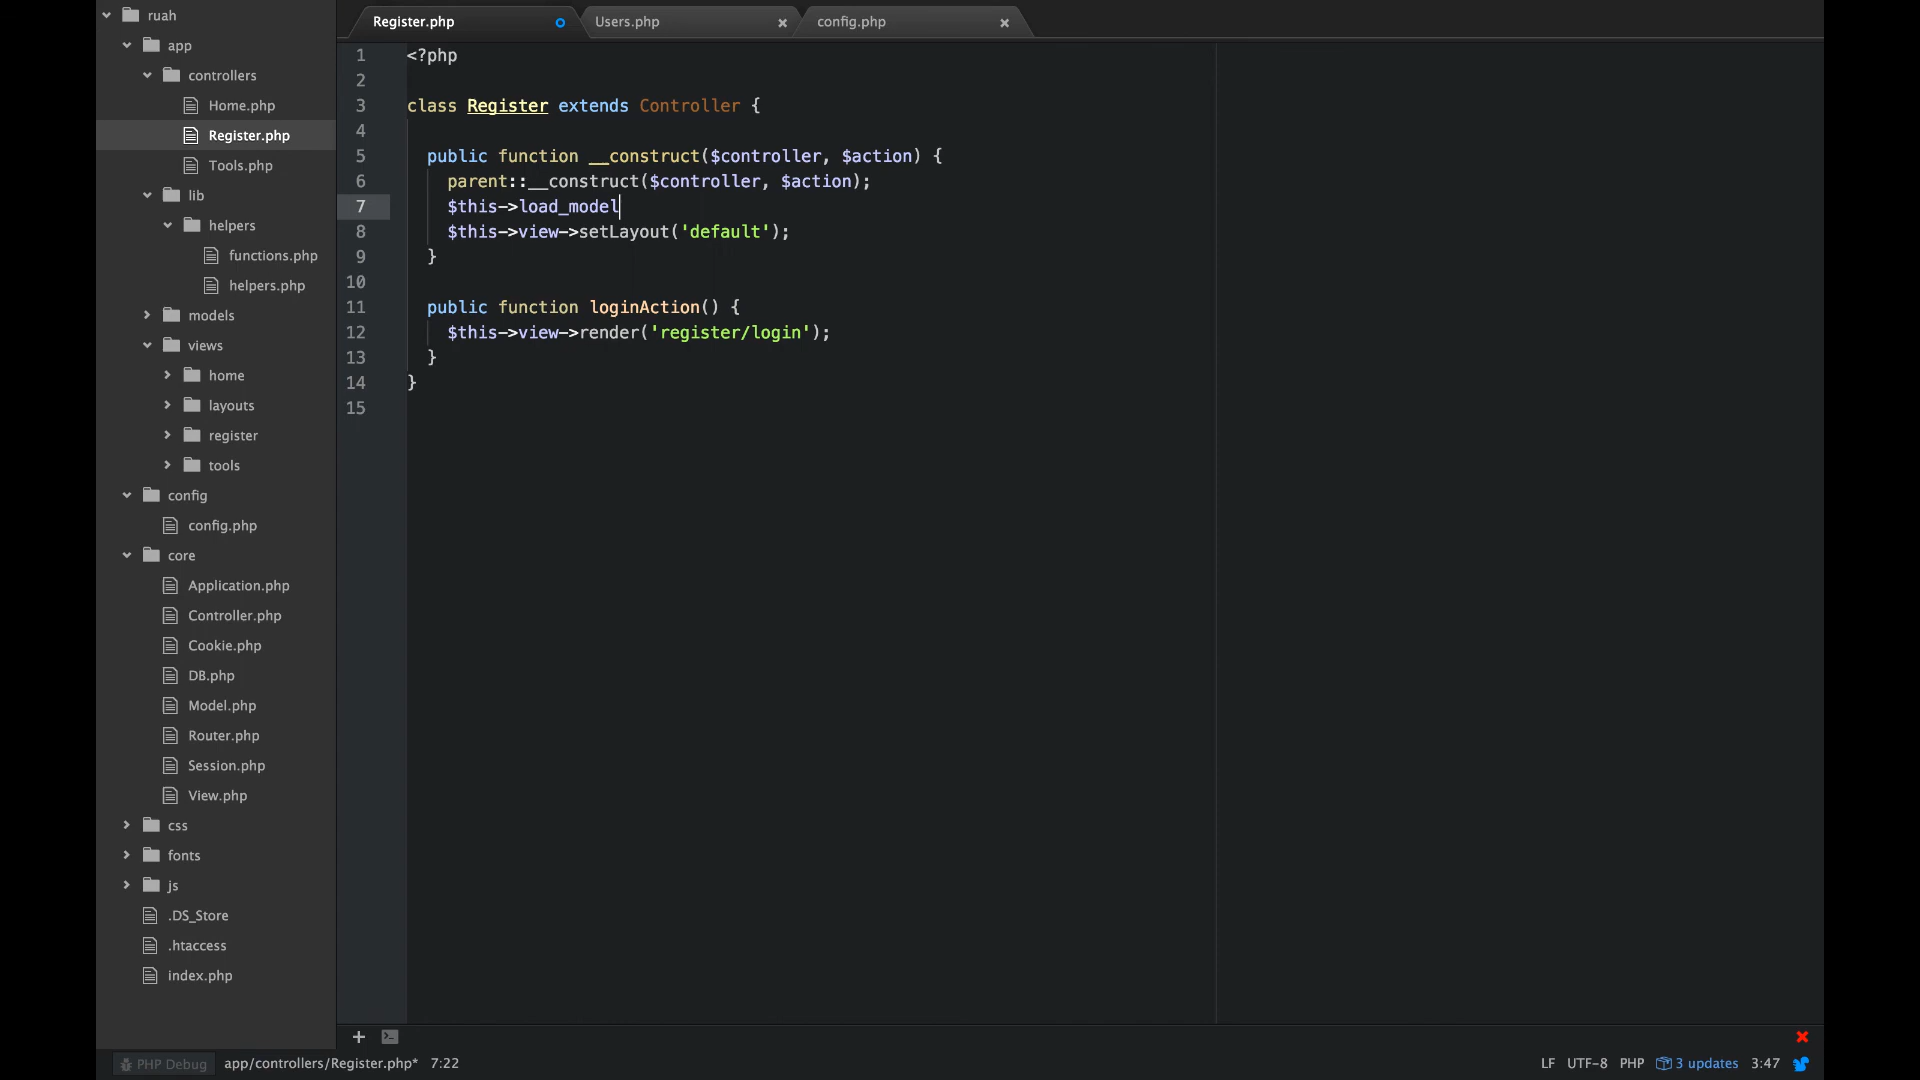 ruah
app
controllers
Home.php
Register.php
Tools.php
lib
helpers
functions.php
helpers.php
models
views
home
layouts
register
tools
config
config.php
core
Application.php
Controller.php
Cookie.php
DB.php
Model.php
Router.php
Session.php
View.php
css
fonts
js
.DS_Store
.htaccess
index.php
Register.php Users.php config.php
1 <?php
2
3 class Register extends Controller {
4
5 public function __construct($controller, $action) {
6 parent::__construct($controller, $action);
7 $this->load_model
8 $this->view->setLayout('default');
9 }
10
11 public function loginAction() {
12 $this->view->render('register/login');
13 }
14 }
15
PHP Debug app/controllers/Register.php* 7:22 LF UTF-8 PHP 3 updates 3:47